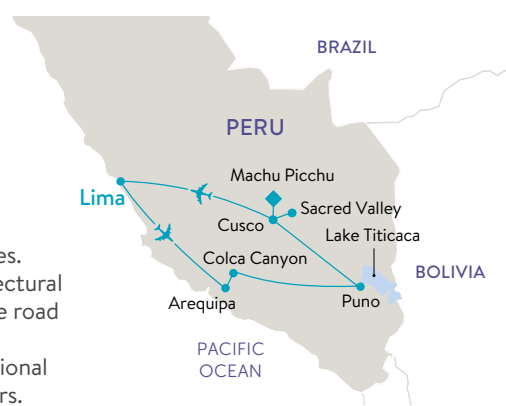 BRAZIL
PERU
Machu Picchu
Lima
Sacred Valley
Cusco
Lake Titicaca
es.
Colca Canyon
BOLIVIA
ectural
Arequipa
Puno
e road
PACIFIC
OCEAN
ional
rs.